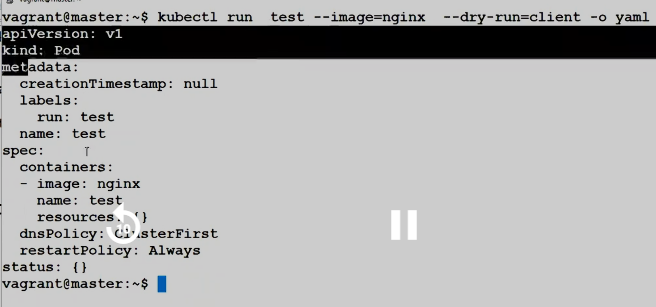 vagrant@master:~$ kubectl run  test --image=nginx  --dry-run=client -o yaml
apiVersion: v1
kind: Pod
metadata:
  creationTimestamp: null
  labels:
    run: test
  name: test
spec:
  containers:
  - image: nginx
    name: test
    resources: {}
  dnsPolicy: ClusterFirst
  restartPolicy: Always
status: {}
vagrant@master:~$